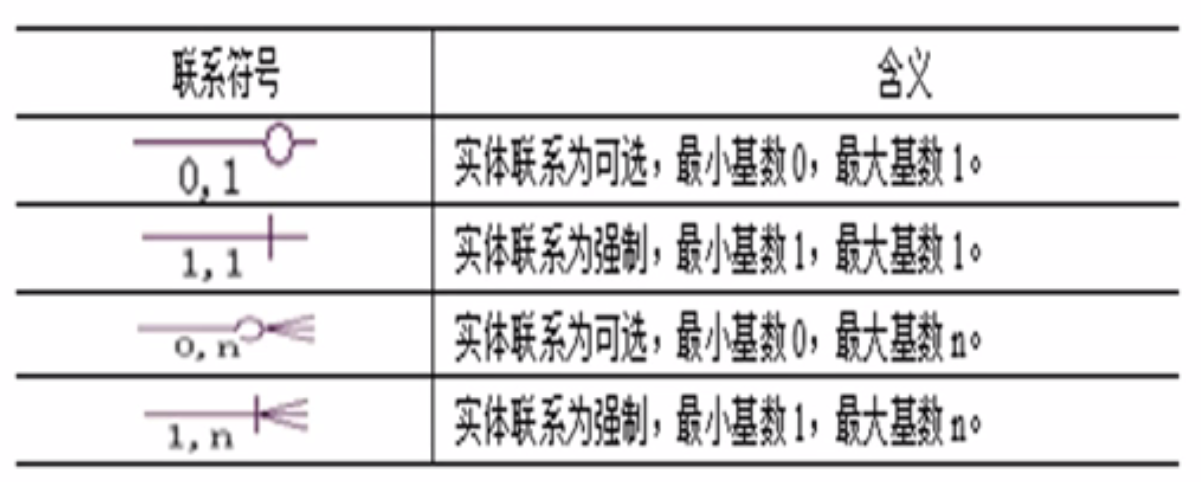 联系符号 含义
0,1 实体联系为可选，最小基数0，最大基数1。
1,1 实体联系为强制，最小基数1，最大基数1。
0,n 实体联系为可选，最小基数0，最大基数n。
1,n 实体联系为强制，最小基数1，最大基数n。